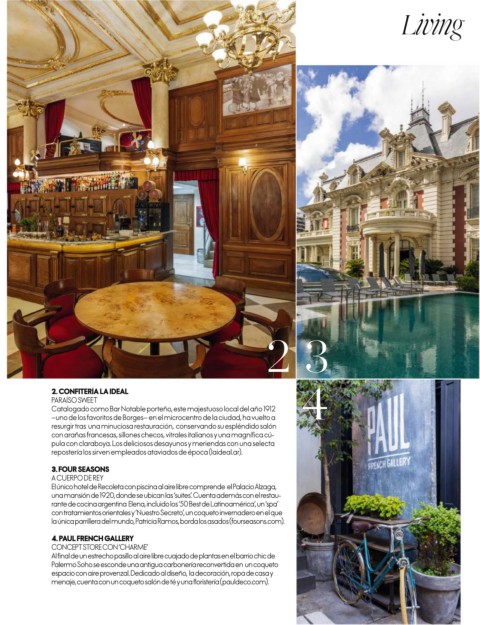 Living
2
3
2. CONFITERÍA LA IDEAL
PARAÍSO SWEET
Catalogado como Bar Notable porteño, este majestuoso local del año 1912
–uno de los favoritos de Borges– en el microcentro de la ciudad, ha vuelto a
resurgir tras una minuciosa restauración, conservando su espléndido salón
con arañas francesas, sillones checos, vitrales italianos y una magnífica cú-
pula con claraboya. Los deliciosos desayunos y meriendas con una selecta
repostería los sirven empleados ataviados de época (laideal.ar).
3. FOUR SEASONS
A CUERPO DE REY
El único hotel de Recoleta con piscina al aire libre comprende el Palacio Alzaga,
una mansión de 1920, donde se ubican las 'suites'. Cuenta además con el restau-
rante de cocina argentina Elena, incluido los '50 Best de Latinoamérica', un 'spa'
con tratamientos orientales y 'Nuestro Secreto', un coqueto invernadero en el que
la única parrillera del mundo, Patricia Ramos, borda los asados (fourseasons.com).
4. PAUL FRENCH GALLERY
CONCEPT STORE CON 'CHARME'
Al final de un estrecho pasillo al aire libre cuajado de plantas en el barrio chic de
Palermo Soho se esconde una antigua carbonería reconvertida en un coqueto
espacio con aire provenzal. Dedicado al diseño, la decoración, ropa de casa y
menaje, cuenta con un coqueto salón de té y una floristería (pauldeco.com).
4
PAUL
FRENCH GALLERY